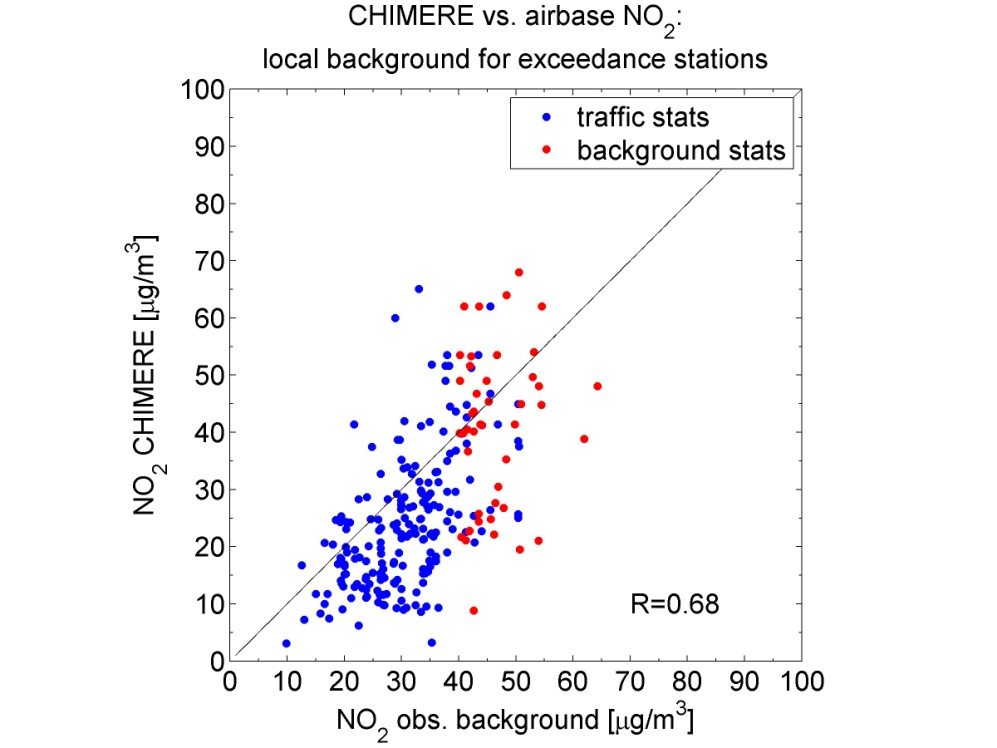 CHIMERE vs. airbase NO2:
local background for exceedance stations
traffic stats
background stats
100
90
80
70
60
50
40
30
20
10
0
NO2 CHIMERE [μg/m3]
R=0.68
0 10 20 30 40 50 60 70 80 90 100
NO2 obs. background [μg/m3]